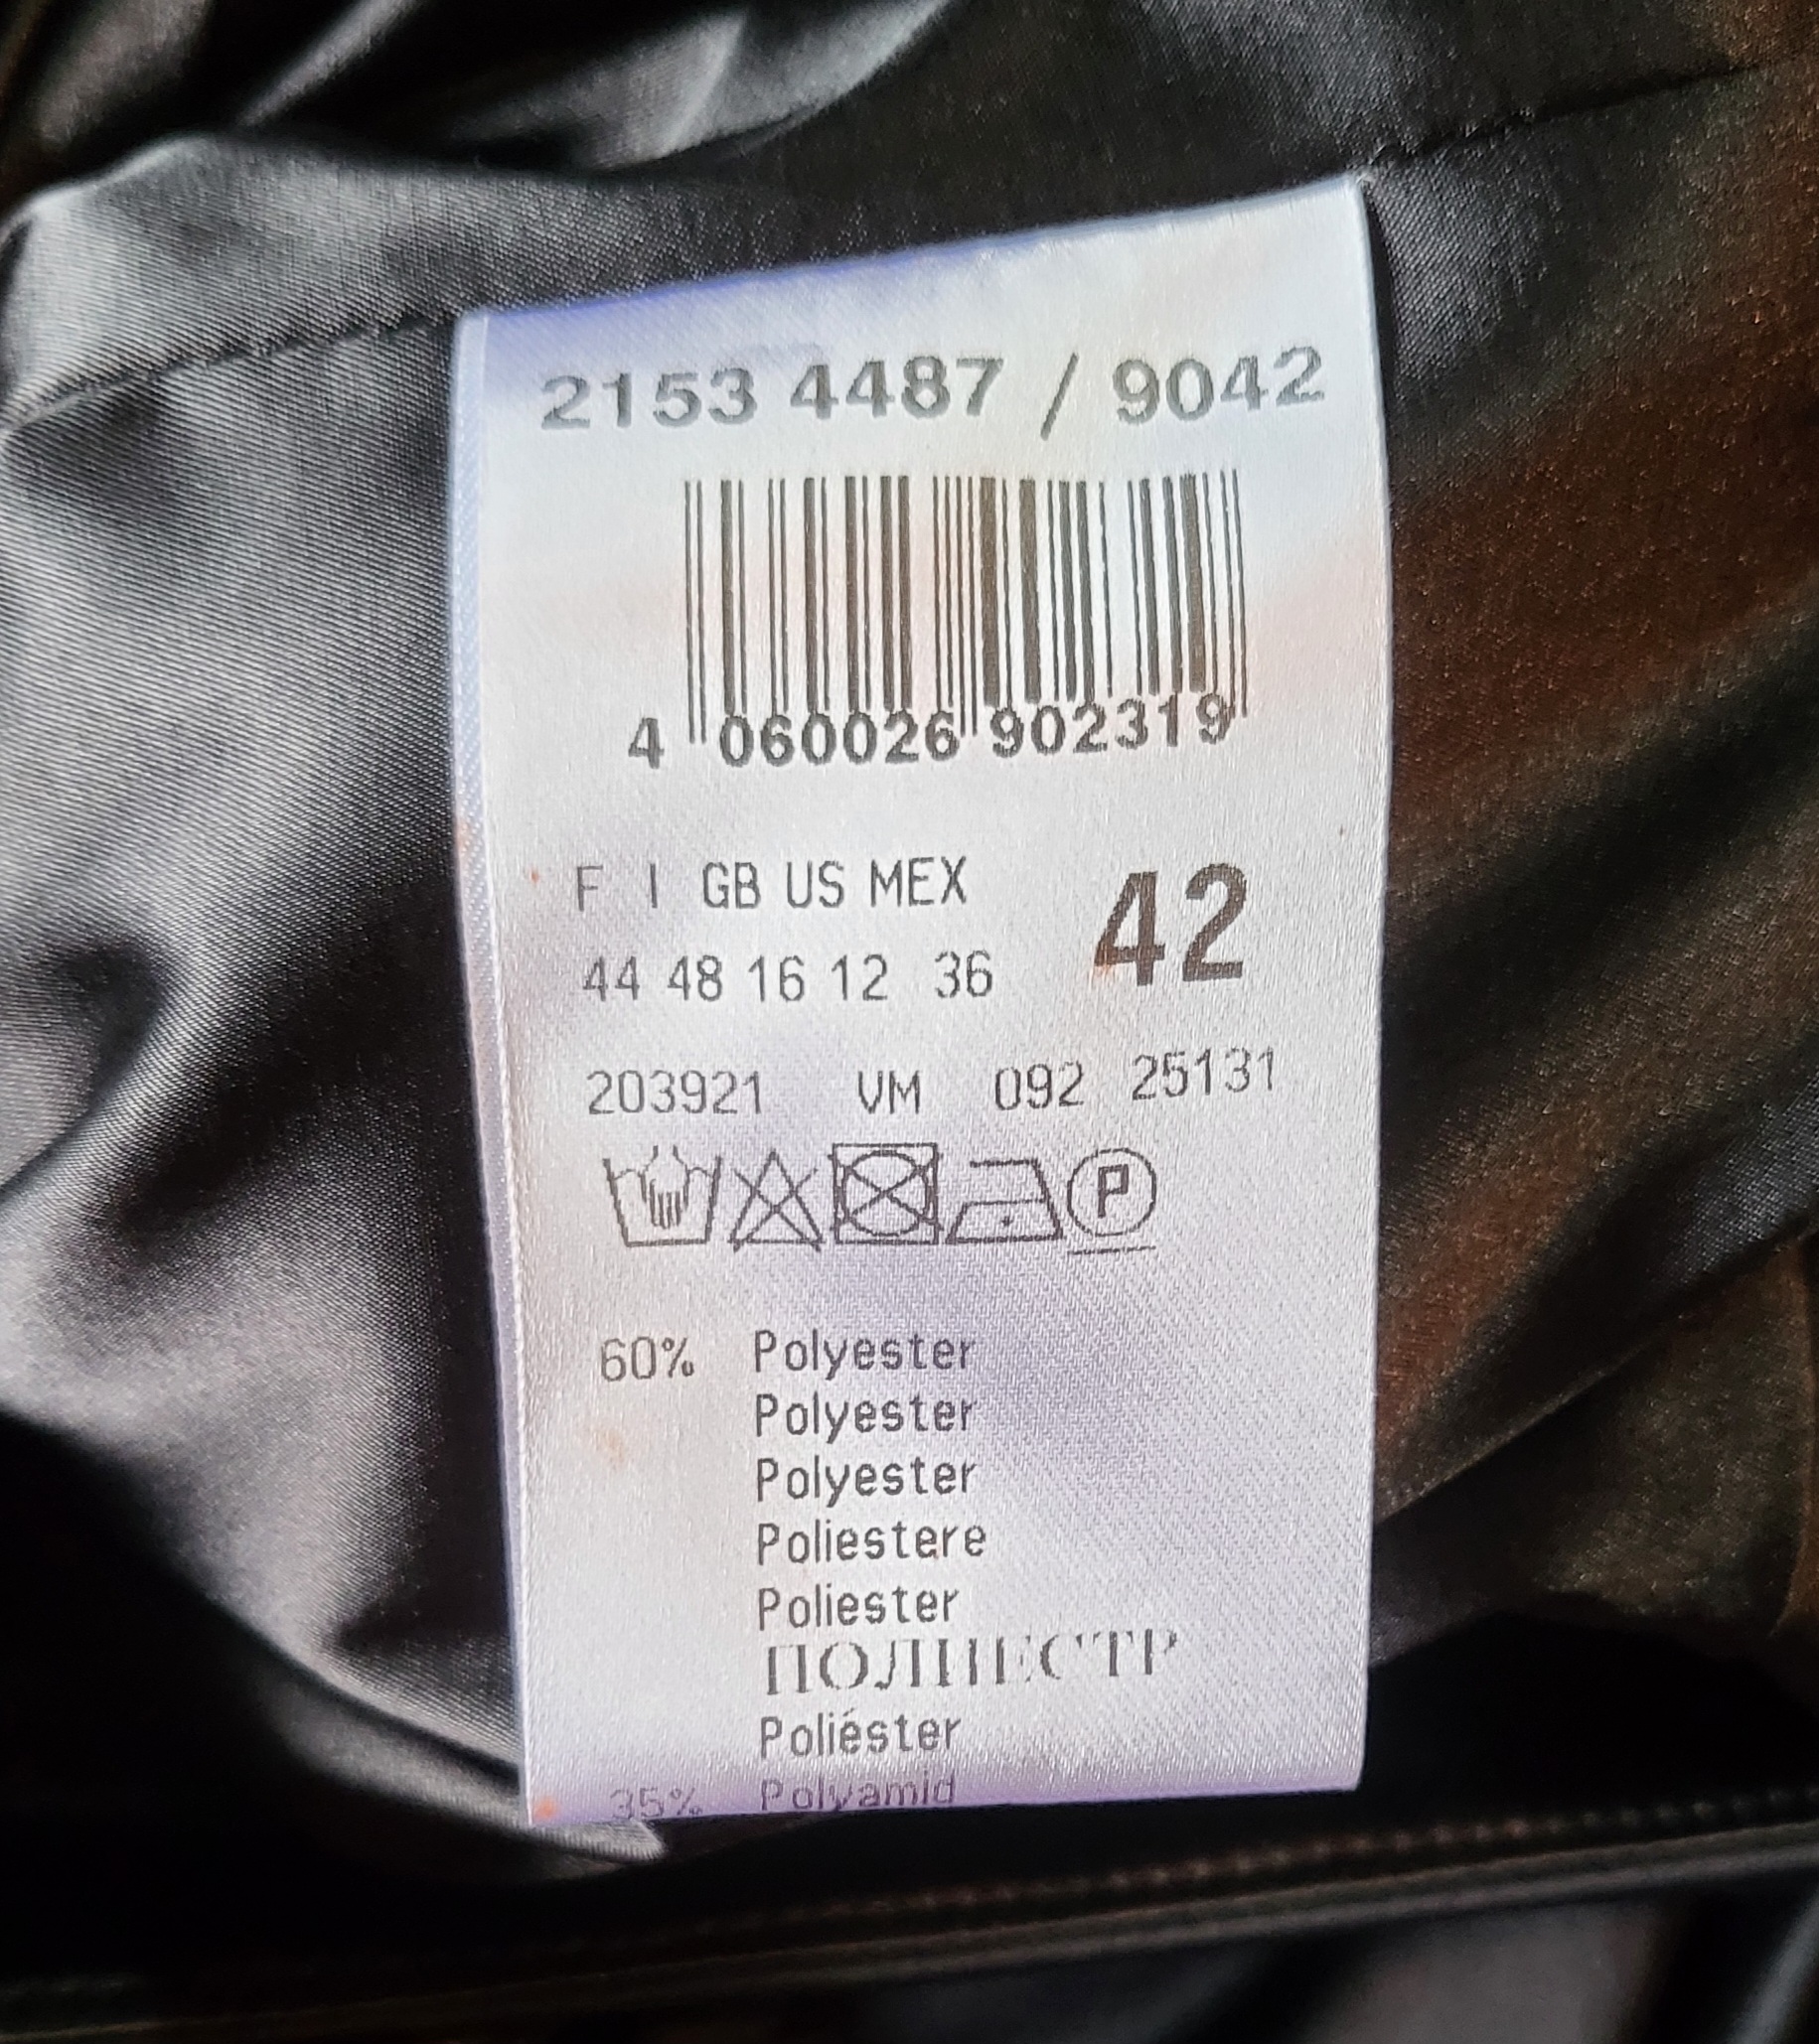 2153 4487 / 9042
4 060026 902319
F I GB US MEX
44 48 16 12 36
42
203921 VM 092 25131
P
60% Polyester
Polyester
Polyester
Poliestere
Poliester
ПОЛИЕСТР
Poliéster
35% Polyamid